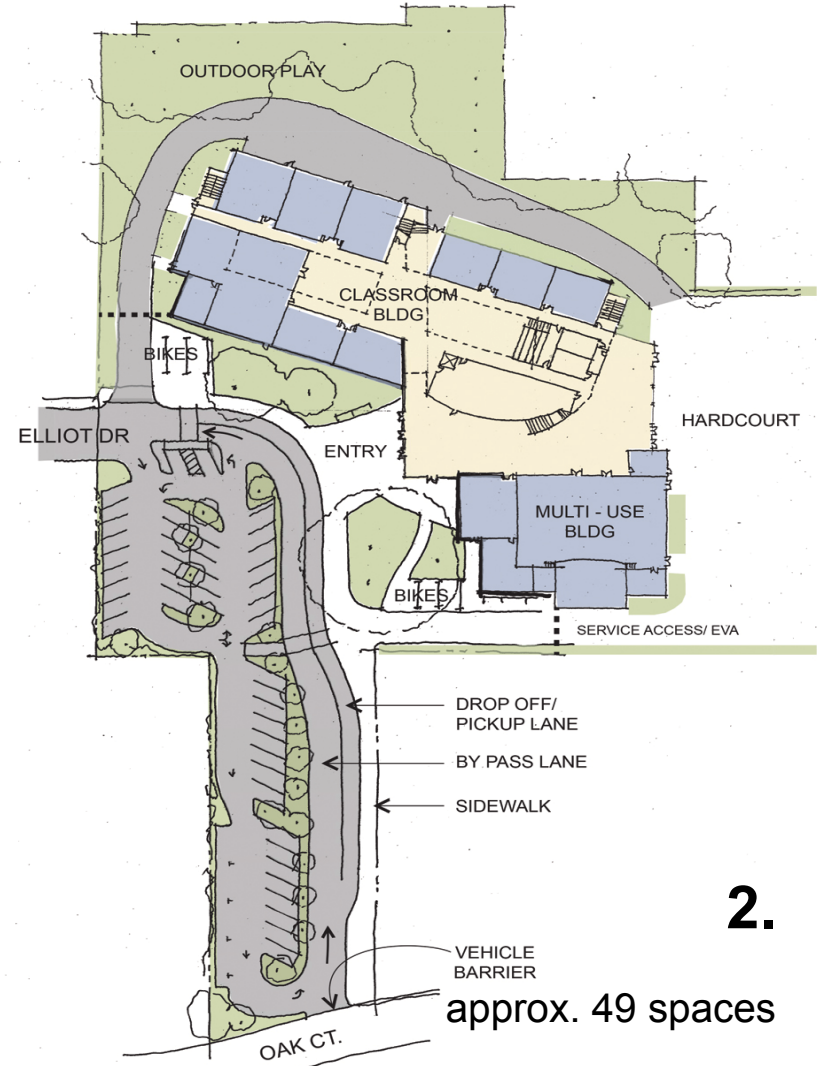 OUTDOOR PLAY
CLASSROOM
BLDG
BIKES
ELLIOT DR
ENTRY
HARDCOURT
MULTI - USE
BLDG
BIKES
SERVICE ACCESS/ EVA
DROP OFF/
PICKUP LANE
BY PASS LANE
SIDEWALK
2.
VEHICLE
BARRIER
approx. 49 spaces
OAK CT.